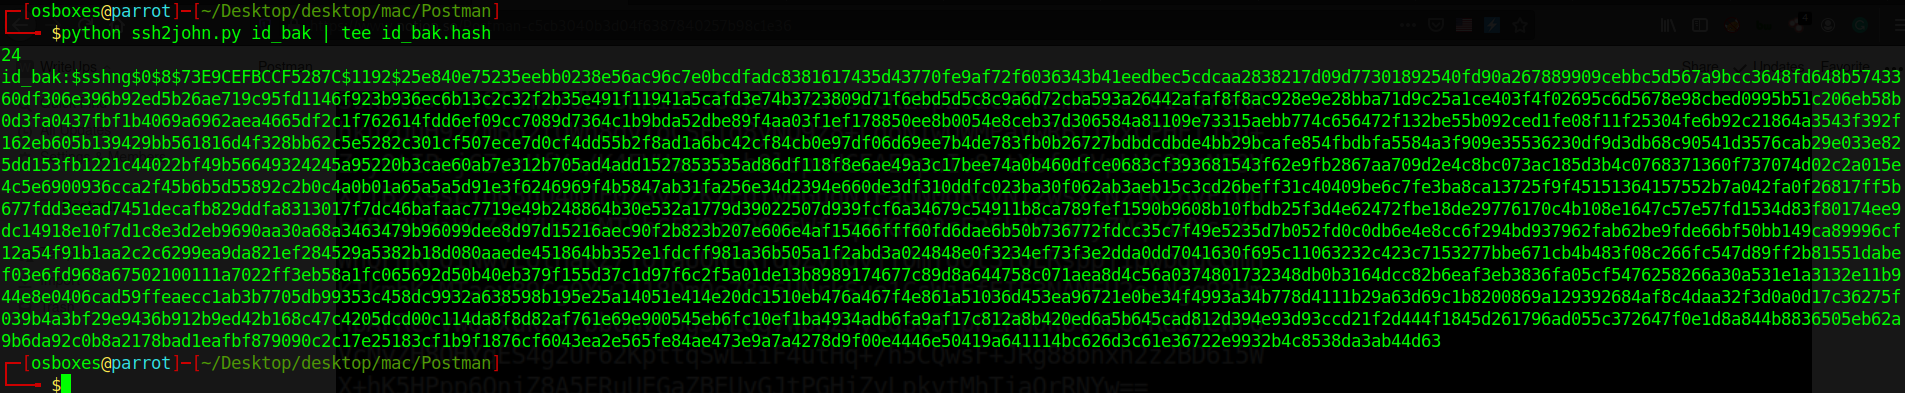 ┌─[osboxes@parrot]─[~/Desktop/desktop/mac/Postman]
└──╼ $python ssh2john.py id_bak | tee id_bak.hash
24
id_bak:$sshng$0$8$73E9CEFBCCF5287C$1192$25e840e75235eebb0238e56ac96c7e0bcdfadc8381617435d43770fe9af72f6036343b41eedbec5cdcaa2838217d09d77301892540fd90a267889909cebbc5d567a9bcc3648fd648b57433
60df306e396b92ed5b26ae719c95fd1146f923b936ec6b13c2c32f2b35e491f11941a5cafd3e74b3723809d71f6ebd5d5c8c9a6d72cba593a26442afaf8f8ac928e9e28bba71d9c25a1ce403f4f02695c6d5678e98cbed0995b51c206eb58b
0d3fa0437fbf1b4069a6962aea4665df2c1f762614fdd6ef09cc7089d7364c1b9bda52dbe89f4aa03f1ef178850ee8b0054e8ceb37d306584a81109e73315aebb774c656472f132be55b092ced1fe08f11f25304fe6b92c21864a3543f392f
162eb605b139429bb561816d4f328bb62c5e5282c301cf507ece7d0cf4dd55b2f8ad1a6bc42cf84cb0e97df06d69ee7b4de783fb0b26727bdbdcdbde4bb29bcafe854fbdbfa5584a3f909e35536230df9d3db68c90541d3576cab29e033e82
5dd153fb1221c44022bf49b56649324245a95220b3cae60ab7e312b705ad4add1527853535ad86df118f8e6ae49a3c17bee74a0b460dfce0683cf393681543f62e9fb2867aa709d2e4c8bc073ac185d3b4c0768371360f737074d02c2a015e
4c5e6900936cca2f45b6b5d55892c2b0c4a0b01a65a5a5d91e3f6246969f4b5847ab31fa256e34d2394e660de3df310ddfc023ba30f062ab3aeb15c3cd26beff31c40409be6c7fe3ba8ca13725f9f45151364157552b7a042fa0f26817ff5b
677fdd3eead7451decafb829ddfa8313017f7dc46bafaac7719e49b248864b30e532a1779d39022507d939fcf6a34679c54911b8ca789fef1590b9608b10fbdb25f3d4e62472fbe18de29776170c4b108e1647c57e57fd1534d83f80174ee9
dc14918e10f7d1c8e3d2eb9690aa30a68a3463479b96099dee8d97d15216aec90f2b823b207e606e4af15466fff60fd6dae6b50b736772fdcc35c7f49e5235d7b052fd0c0db6e4e8cc6f294bd937962fab62be9fde66bf50bb149ca89996cf
12a54f91b1aa2c2c6299ea9da821ef284529a5382b18d080aaede451864bb352e1fdcff981a36b505a1f2abd3a024848e0f3234ef73f3e2dda0dd7041630f695c11063232c423c7153277bbe671cb4b483f08c266fc547d89ff2b81551dabe
f03e6fd968a67502100111a7022ff3eb58a1fc065692d50b40eb379f155d37c1d97f6c2f5a01de13b8989174677c89d8a644758c071aea8d4c56a0374801732348db0b3164dcc82b6eaf3eb3836fa05cf5476258266a30a531e1a3132e11b9
44e8e0406cad59ffeaecc1ab3b7705db99353c458dc9932a638598b195e25a14051e414e20dc1510eb476a467f4e861a51036d453ea96721e0be34f4993a34b778d4111b29a63d69c1b8200869a129392684af8c4daa32f3d0a0d17c36275f
039b4a3bf29e9436b912b9ed42b168c47c4205dcd00c114da8f8d82af761e69e900545eb6fc10ef1ba4934adb6fa9af17c812a8b420ed6a5b645cad812d394e93d93ccd21f2d444f1845d261796ad055c372647f0e1d8a844b8836505eb62a
9b6da92c0b8a2178bad1eafbf879090c2c17e25183cf1b9f1876cf6043ea2e565fe84ae473e9a7a4278d9f00e4446e50419a641114bc626d3c61e36722e9932b4c8538da3ab44d63
┌─[osboxes@parrot]─[~/Desktop/desktop/mac/Postman]
└──╼ $